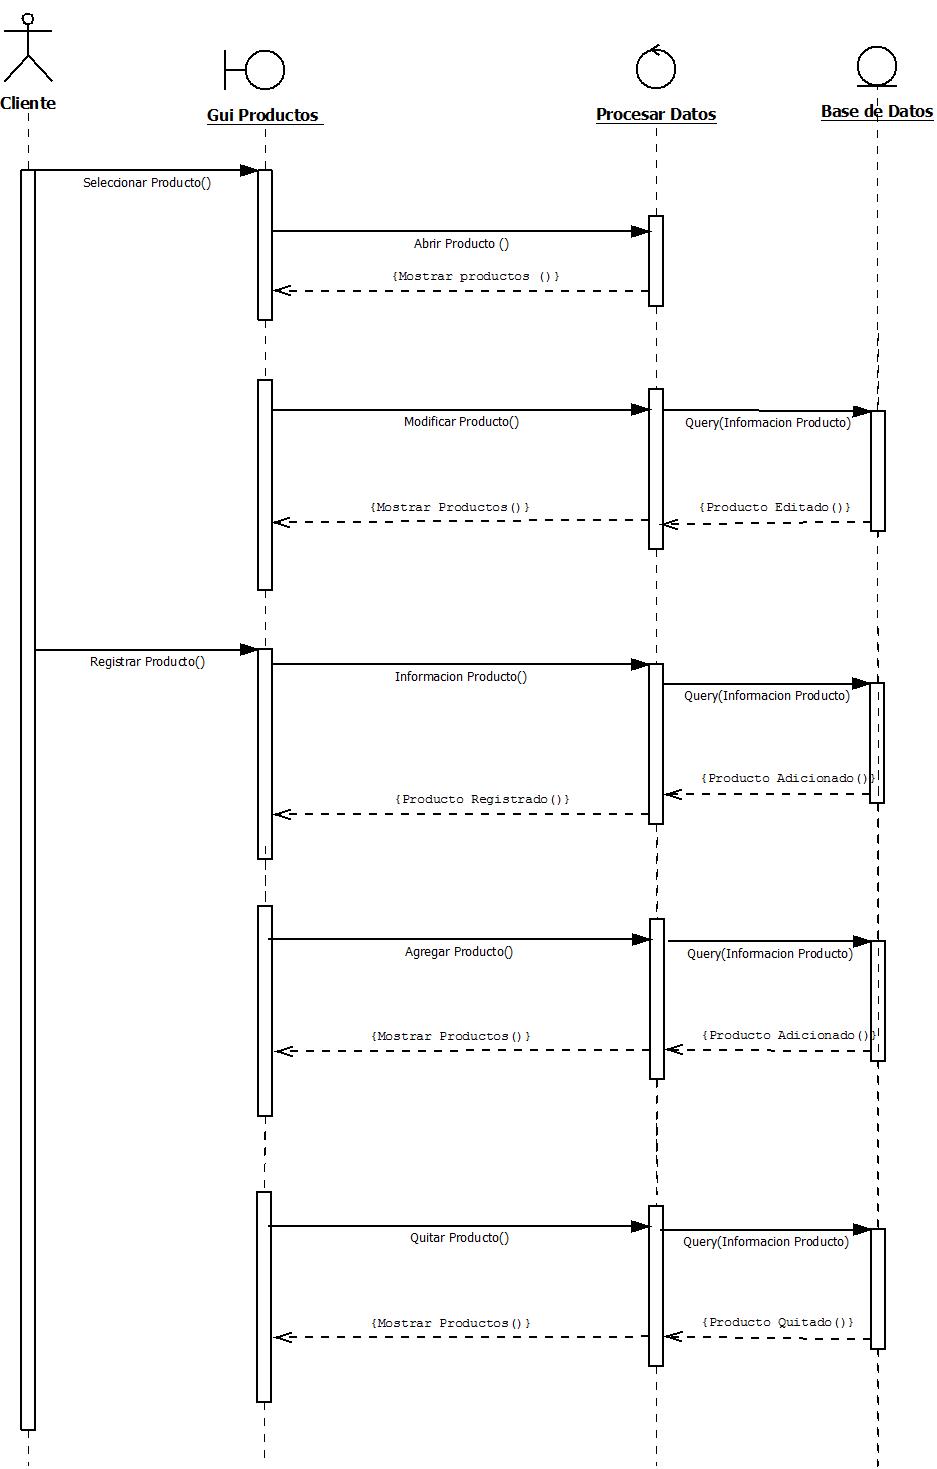 Cliente
Gui Productos
Procesar Datos
Base de Datos
Seleccionar Producto()
Abrir Producto ()
{Mostrar productos ()}
Modificar Producto()
Query(Informacion Producto)
{Mostrar Productos()}
{Producto Editado()}
Registrar Producto()
Informacion Producto()
Query(Informacion Producto)
{Producto Adicionado()}
{Producto Registrado()}
Agregar Producto()
Query(Informacion Producto)
{Mostrar Productos()}
{Producto Adicionado()}
Quitar Producto()
Query(Informacion Producto)
{Mostrar Productos()}
{Producto Quitado()}